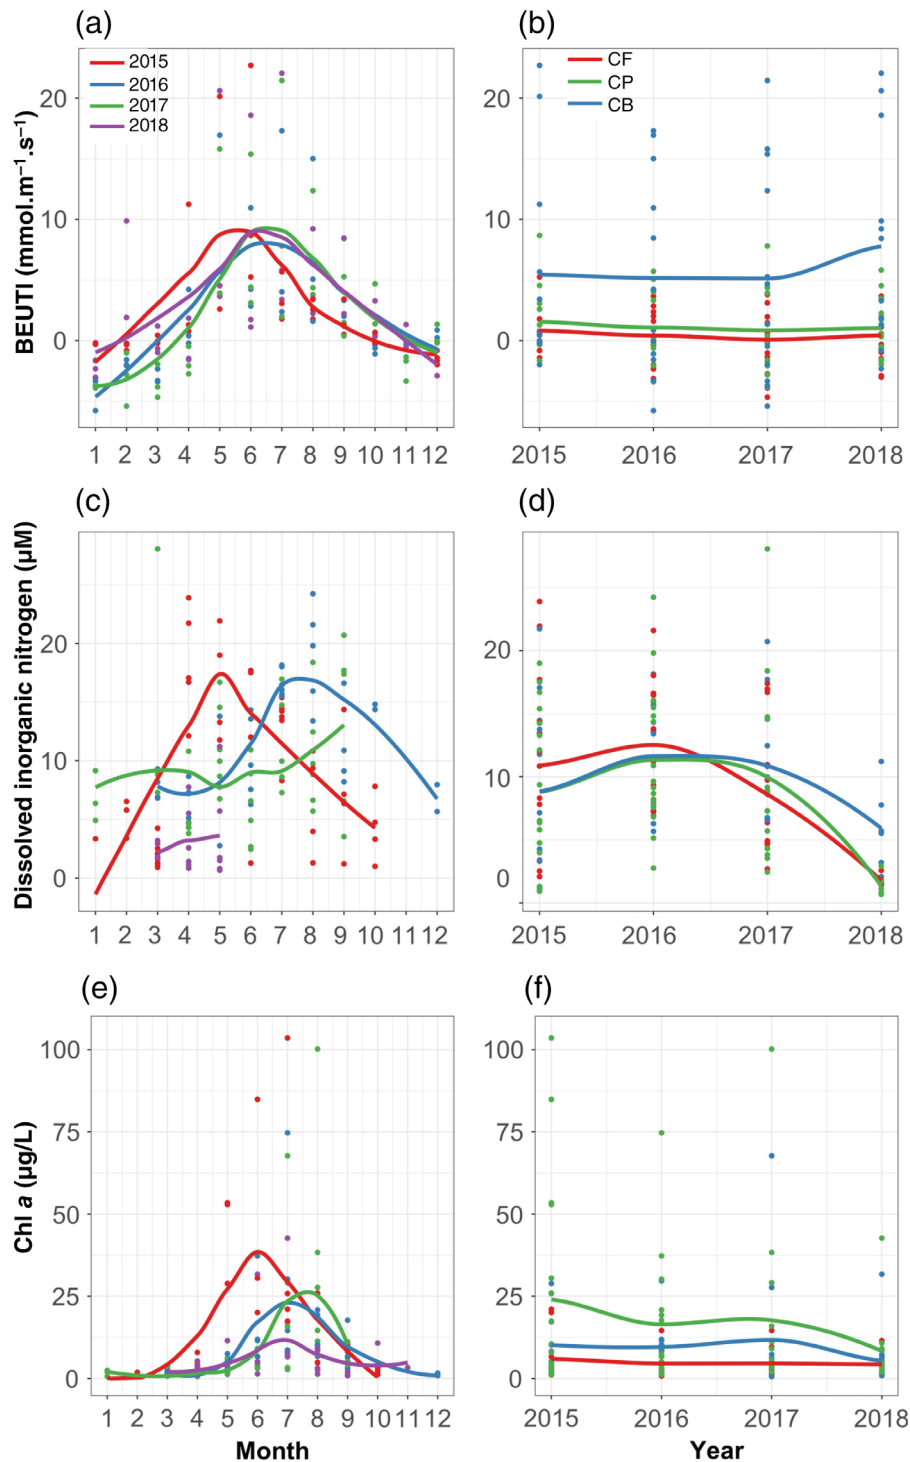 (a)
(b)
2015
2016
2017
2018
CF
CP
CB
BEUTI (mmol.m⁻¹.s⁻¹)
20
10
0
1 2 3 4 5 6 7 8 9 10 11 12
20
10
0
2015 2016 2017 2018
(c)
(d)
Dissolved inorganic nitrogen (μM)
20
10
0
1 2 3 4 5 6 7 8 9 10 11 12
20
10
0
2015 2016 2017 2018
(e)
(f)
Chl a (μg/L)
100
75
50
25
0
1 2 3 4 5 6 7 8 9 10 11 12
Month
100
75
50
25
0
2015 2016 2017 2018
Year